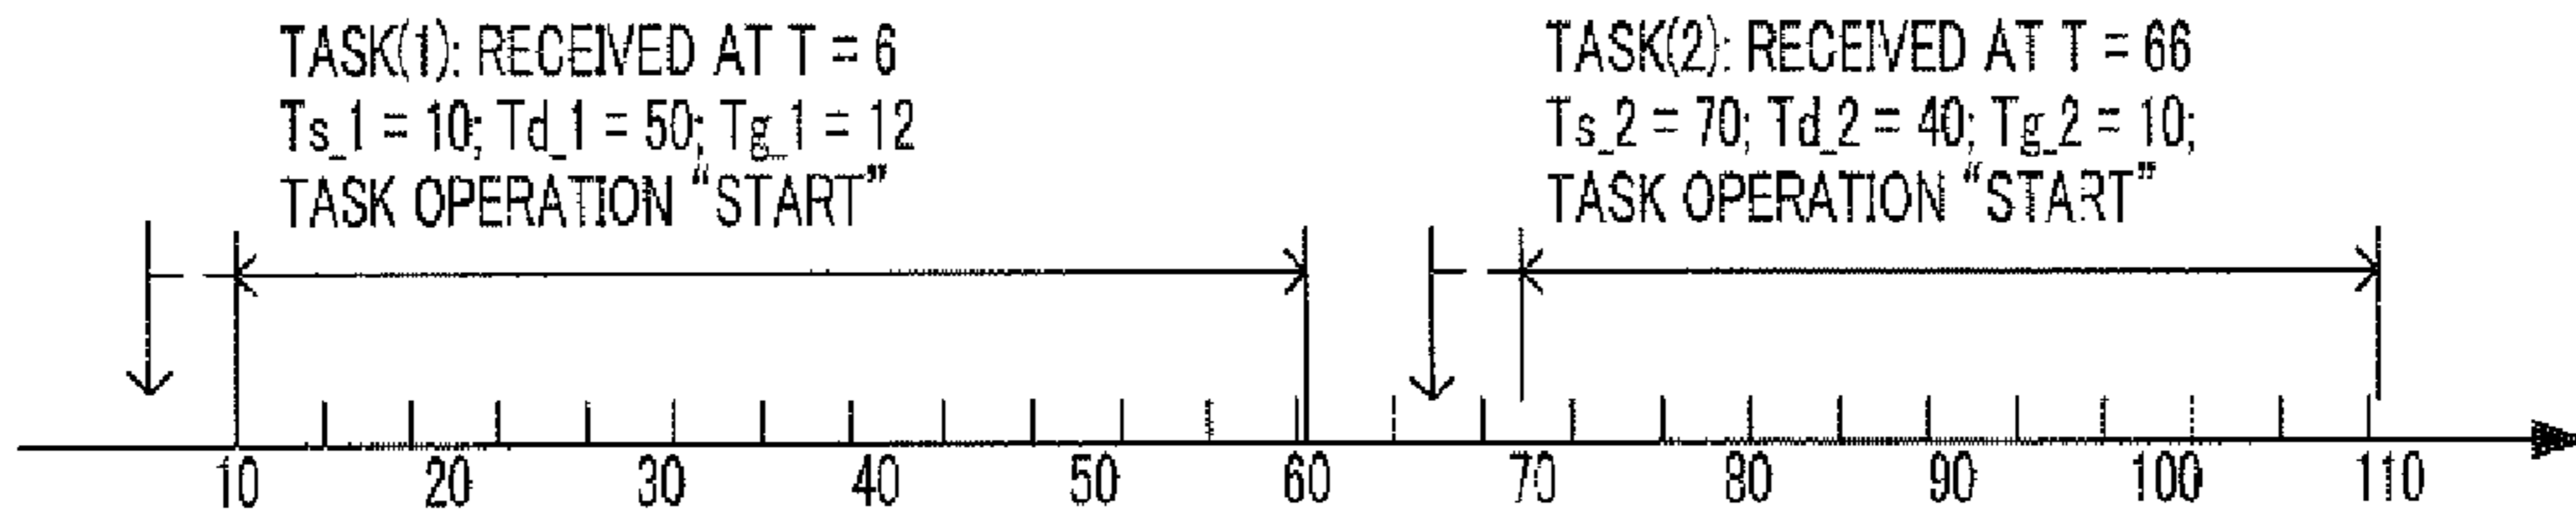 TASK(1): RECEIVED AT T = 6
Ts_1 = 10; Td_1 = 50; Tg_1 = 12
TASK OPERATION “START”
TASK(2): RECEIVED AT T = 66
Ts_2 = 70; Td_2 = 40; Tg_2 = 10;
TASK OPERATION “START”
10 20 30 40 50 60 70 80 90 100 110